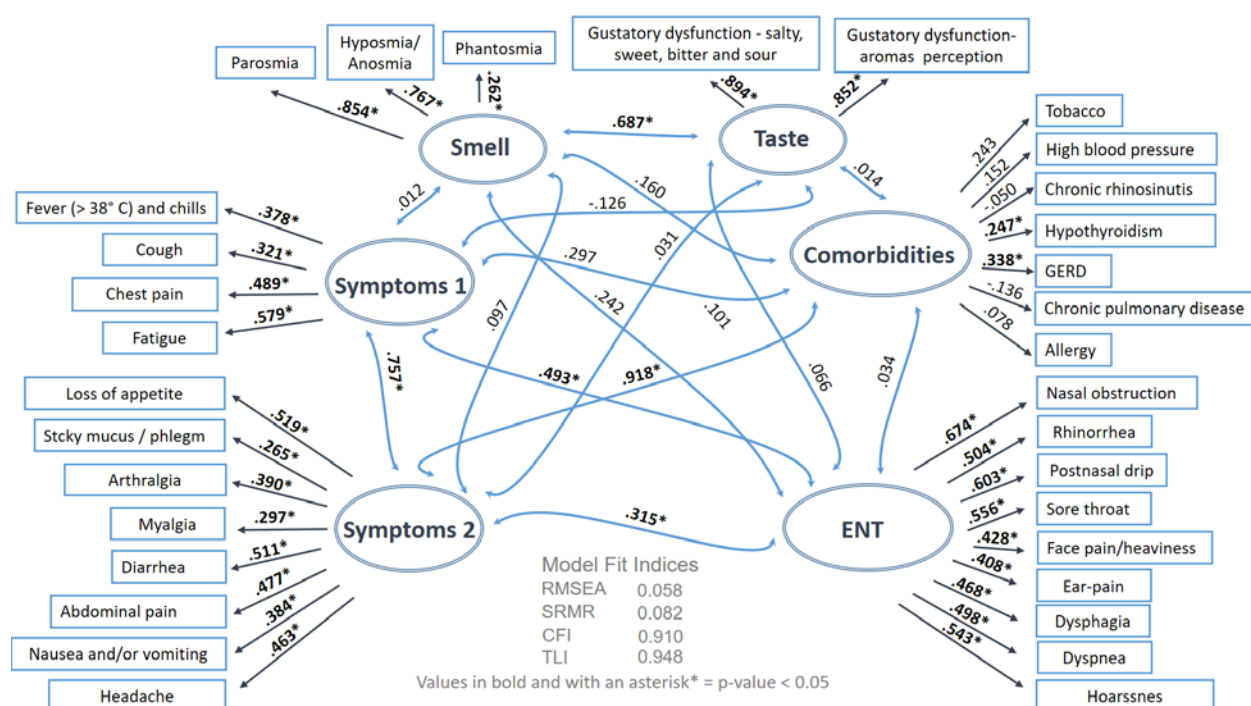 Gustatory dysfunction - salty,
sweet, bitter and sour
Gustatory dysfunction-
aromas perception
Hyposmia/
Anosmia
Phantosmia
Parosmia
.854*
.767*
.262*
.894*
.852*
Smell
.687*
Taste
Tobacco
High blood pressure
Chronic rhinosinutis
Hypothyroidism
GERD
Chronic pulmonary disease
Allergy
.243
.152
-.050
.247*
.338*
-.136
.078
Comorbidities
.014
.160
.012
-.126
.031
.297
.242
.097
.101
.066
.034
Fever (> 38° C) and chills
Cough
Chest pain
Fatigue
.378*
.321*
.489*
.579*
Symptoms 1
.757*
.493*
.918*
Loss of appetite
Stcky mucus / phlegm
Arthralgia
Myalgia
Diarrhea
Abdominal pain
Nausea and/or vomiting
Headache
.519*
.265*
.390*
.297*
.511*
.477*
.384*
.463*
Symptoms 2
.315*
ENT
Nasal obstruction
Rhinorrhea
Postnasal drip
Sore throat
Face pain/heaviness
Ear-pain
Dysphagia
Dyspnea
Hoarssnes
.674*
.504*
.603*
.556*
.428*
.408*
.468*
.498*
.543*
Model Fit Indices
RMSEA 0.058
SRMR 0.082
CFI 0.910
TLI 0.948
Values in bold and with an asterisk* = p-value < 0.05